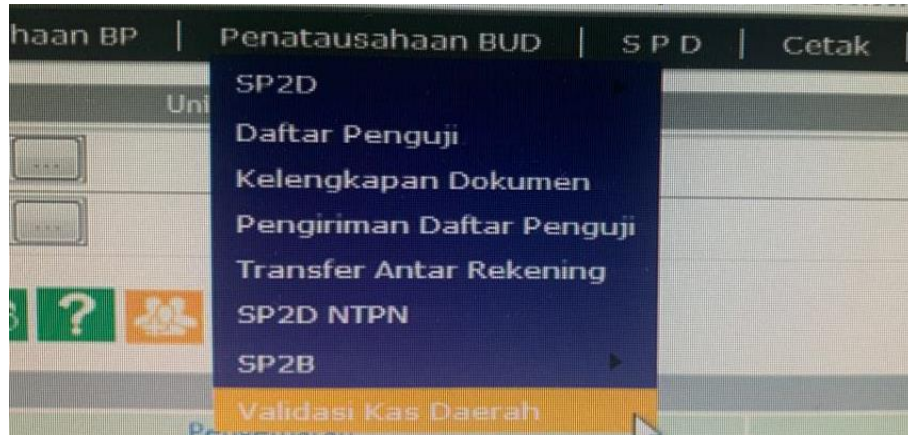 haan BP | Penatausahaan BUD | S P D | Cetak |
SP2D
Uni
Daftar Penguji
...
Kelengkapan Dokumen
Pengiriman Daftar Penguji
...
Transfer Antar Rekening
SP2D NTPN
?
SP2B
Validasi Kas Daerah